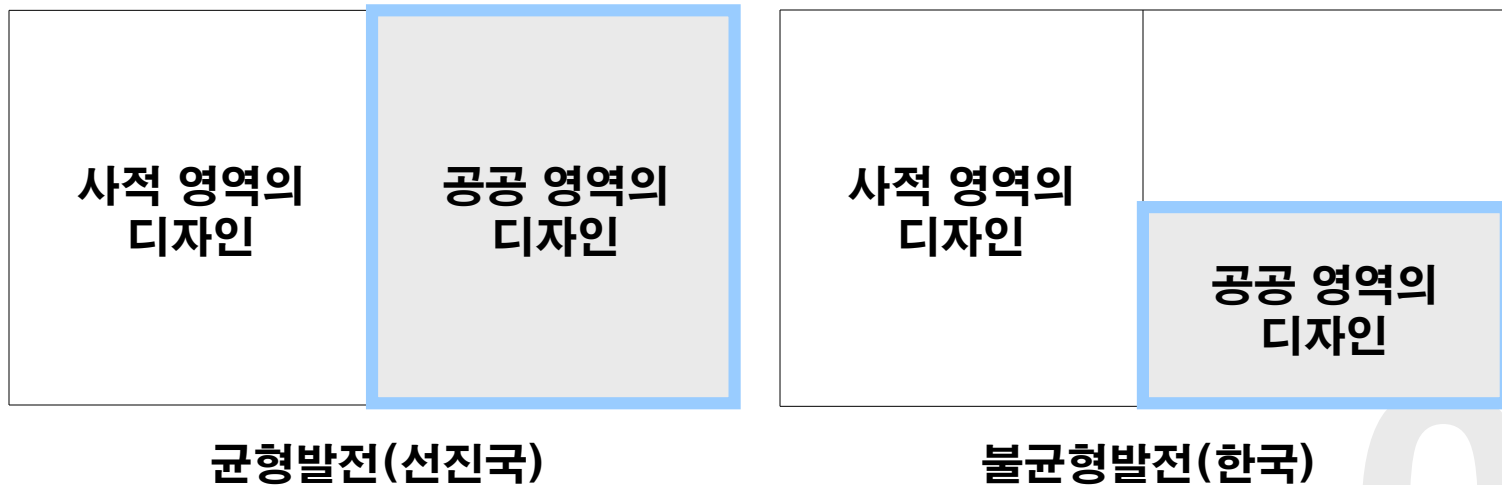 사적 영역의
디자인
공공 영역의
디자인
균형발전(선진국)
사적 영역의
디자인
공공 영역의
디자인
불균형발전(한국)